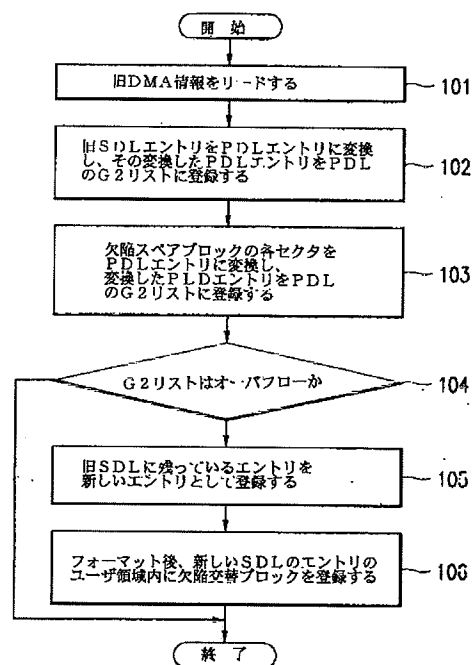 開始
旧DMA情報をリードする
101
旧SDLエントリをPDLエントリに変換
し、その変換したPDLエントリをPDL
のG2リストに登録する
102
欠陥スペアブロックの各セクタを
PDLエントリに変換し、
変換したPLDエントリをPDL
のG2リストに登録する
103
G2リストはオーバフローか
104
旧SDLに残っているエントリを
新しいエントリとして登録する
105
フォーマット後、新しいSDLのエントリの
ユーザ領域内に欠陥交替ブロックを登録する
106
終了